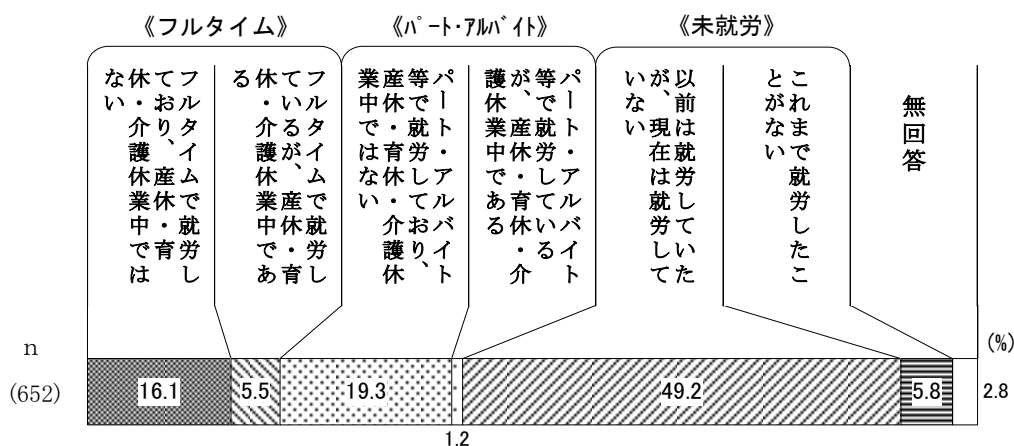 《フルタイム》
《パート・アルバイト》
《未就労》
フルタイムで就労し
ており、産休・育
休・介護休業中では
ない
フルタイムで就労し
ているが、産休・育
休・介護休業中であ
る
パート・アルバイト
等で就労しており、
産休・育休・介護休
業中ではない
パート・アルバイト
等で就労している
が、産休・育休・介
護休業中である
以前は就労していた
が、現在は就労して
いない
これまで就労したこ
とがない
無回答
n
(%)
(652)
16.1
5.5
19.3
1.2
49.2
5.8
2.8